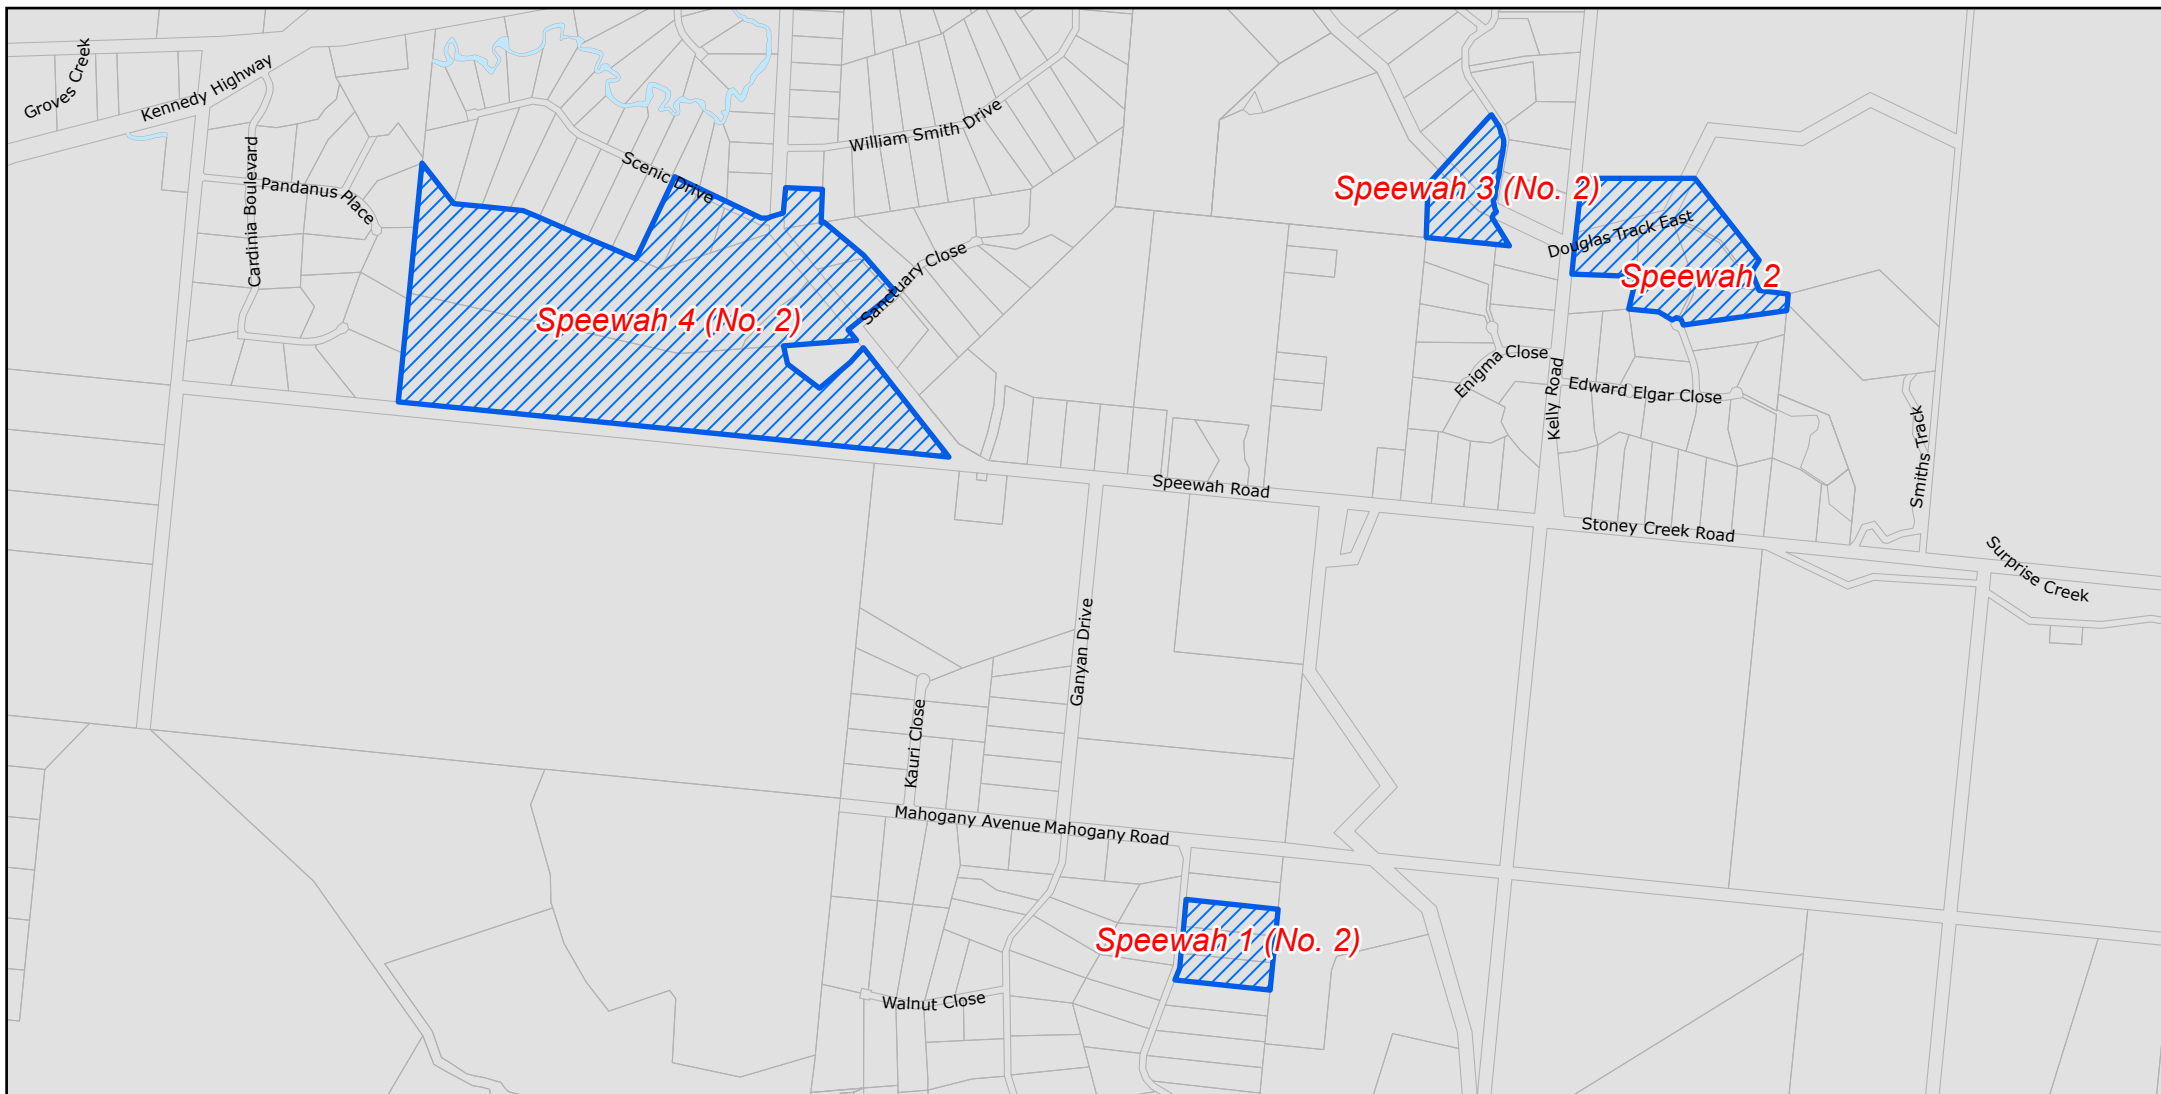 Groves Creek
Kennedy Highway
Cardinia Boulevard
Pandanus Place
Scenic Drive
William Smith Drive
Sanctuary Close
Speewah 3 (No. 2)
Douglas Track East
Speewah 2
Speewah 4 (No. 2)
Enigma Close
Kelly Road
Edward Elgar Close
Smiths Track
Speewah Road
Stoney Creek Road
Surprise Creek
Ganyan Drive
Kauri Close
Mahogany Avenue
Mahogany Road
Speewah 1 (No. 2)
Walnut Close